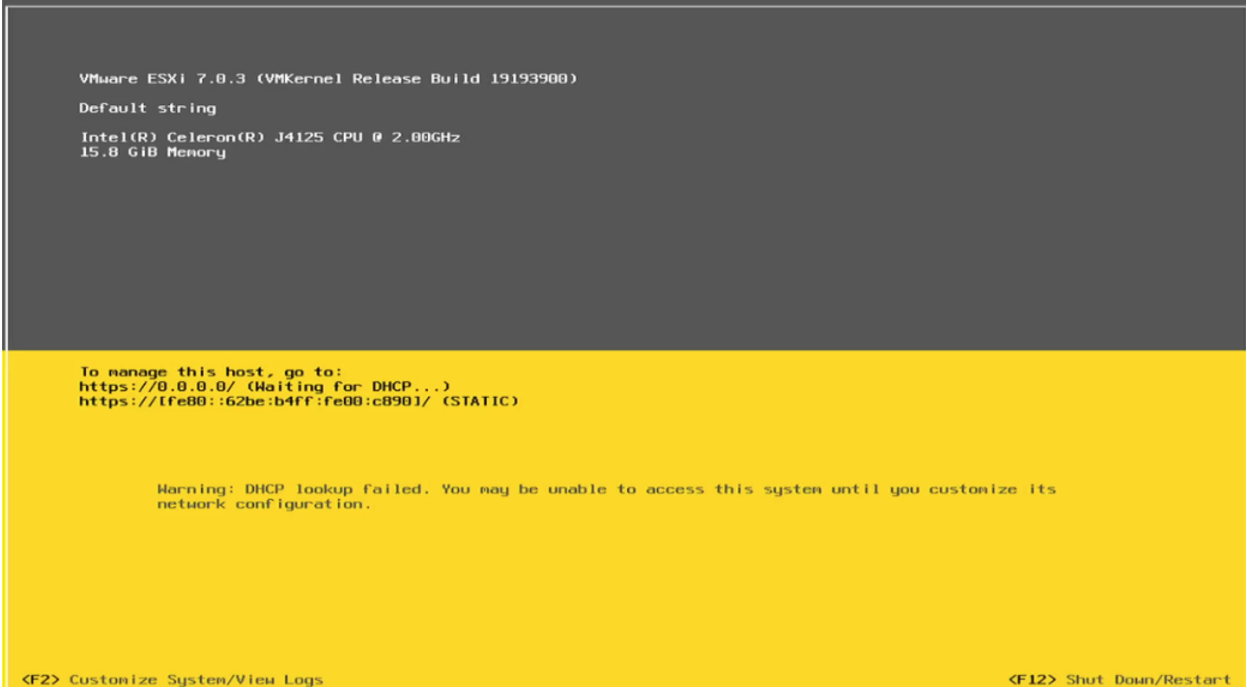 VMware ESXi 7.0.3 (VMKernel Release Build 19193900)
Default string
Intel(R) Celeron(R) J4125 CPU @ 2.00GHz
15.8 GiB Memory
To manage this host, go to:
https://0.0.0.0/ (Waiting for DHCP...)
https://[fe80::62be:b4ff:fe00:c890]/ (STATIC)
Warning: DHCP lookup failed. You may be unable to access this system until you customize its
network configuration.
<F2> Customize System/View Logs
<F12> Shut Down/Restart